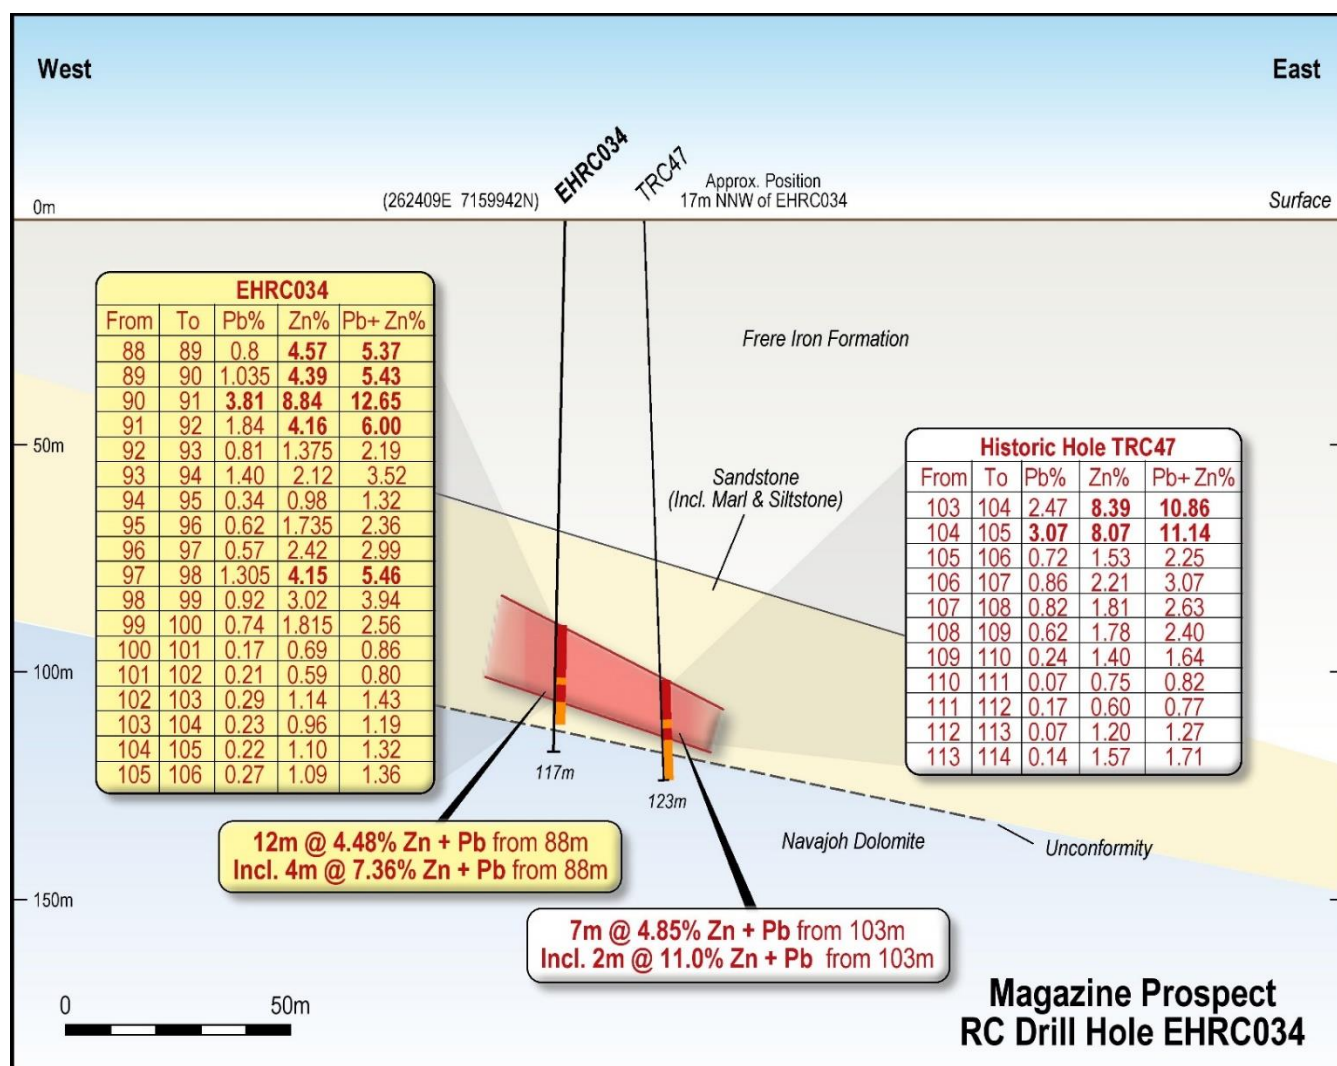 West
East
EHRC034
TRC47
Approx. Position
(262409E 7159942N)
17m NNW of EHRC034
0m
Surface
EHRC034
From To Pb% Zn% Pb+ Zn%
88 89 0.8 4.57 5.37
89 90 1.035 4.39 5.43
90 91 3.81 8.84 12.65
91 92 1.84 4.16 6.00
92 93 0.81 1.375 2.19
93 94 1.40 2.12 3.52
94 95 0.34 0.98 1.32
95 96 0.62 1.735 2.36
96 97 0.57 2.42 2.99
97 98 1.305 4.15 5.46
98 99 0.92 3.02 3.94
99 100 0.74 1.815 2.56
100 101 0.17 0.69 0.86
101 102 0.21 0.59 0.80
102 103 0.29 1.14 1.43
103 104 0.23 0.96 1.19
104 105 0.22 1.10 1.32
105 106 0.27 1.09 1.36
Frere Iron Formation
50m
Sandstone
(Incl. Marl & Siltstone)
Historic Hole TRC47
From To Pb% Zn% Pb+ Zn%
103 104 2.47 8.39 10.86
104 105 3.07 8.07 11.14
105 106 0.72 1.53 2.25
106 107 0.86 2.21 3.07
107 108 0.82 1.81 2.63
108 109 0.62 1.78 2.40
109 110 0.24 1.40 1.64
110 111 0.07 0.75 0.82
111 112 0.17 0.60 0.77
112 113 0.07 1.20 1.27
113 114 0.14 1.57 1.71
100m
117m
123m
12m @ 4.48% Zn + Pb from 88m
Incl. 4m @ 7.36% Zn + Pb from 88m
Navajoh Dolomite
Unconformity
150m
7m @ 4.85% Zn + Pb from 103m
Incl. 2m @ 11.0% Zn + Pb from 103m
0 50m
Magazine Prospect
RC Drill Hole EHRC034